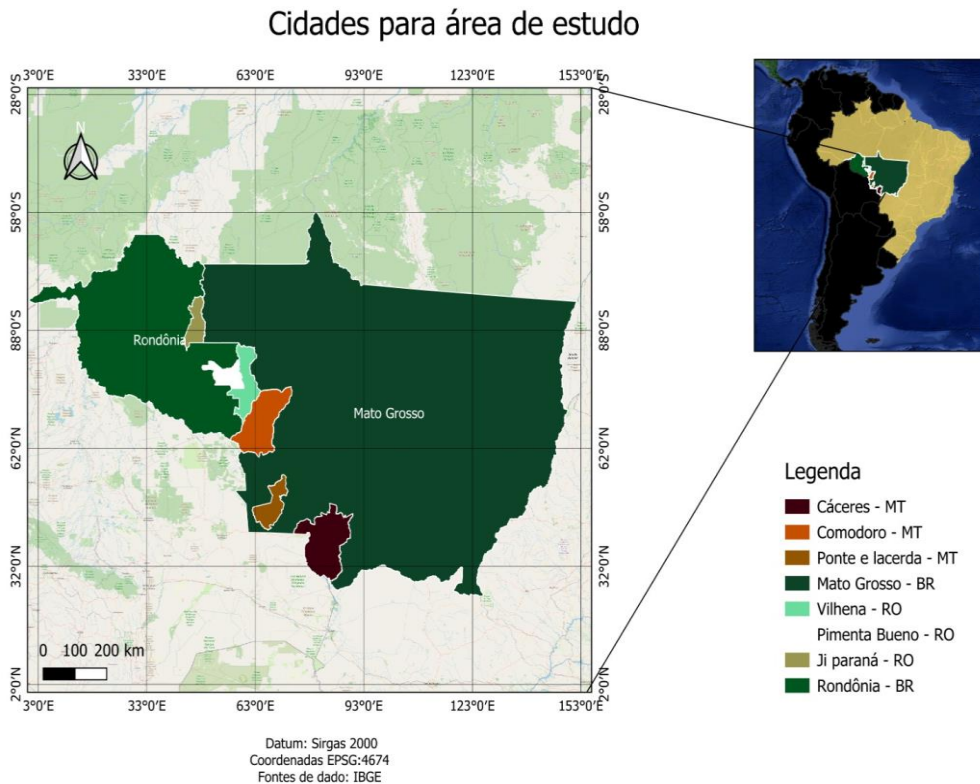 Cidades para área de estudo
3°0′E 33°0′E 63°0′E 93°0′E 123°0′E 153°0′E
28°0′S 28°0′S
N
58°0′S 58°0′S
88°0′S 88°0′S
Rondônia
Mato Grosso
62°0′N 62°0′N
32°0′N 32°0′N
0 100 200 km
2°0′N 2°0′N
3°0′E 33°0′E 63°0′E 93°0′E 123°0′E 153°0′E
Legenda
Cáceres - MT
Comodoro - MT
Ponte e lacerda - MT
Mato Grosso - BR
Vilhena - RO
Pimenta Bueno - RO
Ji paraná - RO
Rondônia - BR
Datum: Sirgas 2000
Coordenadas EPSG:4674
Fontes de dado: IBGE